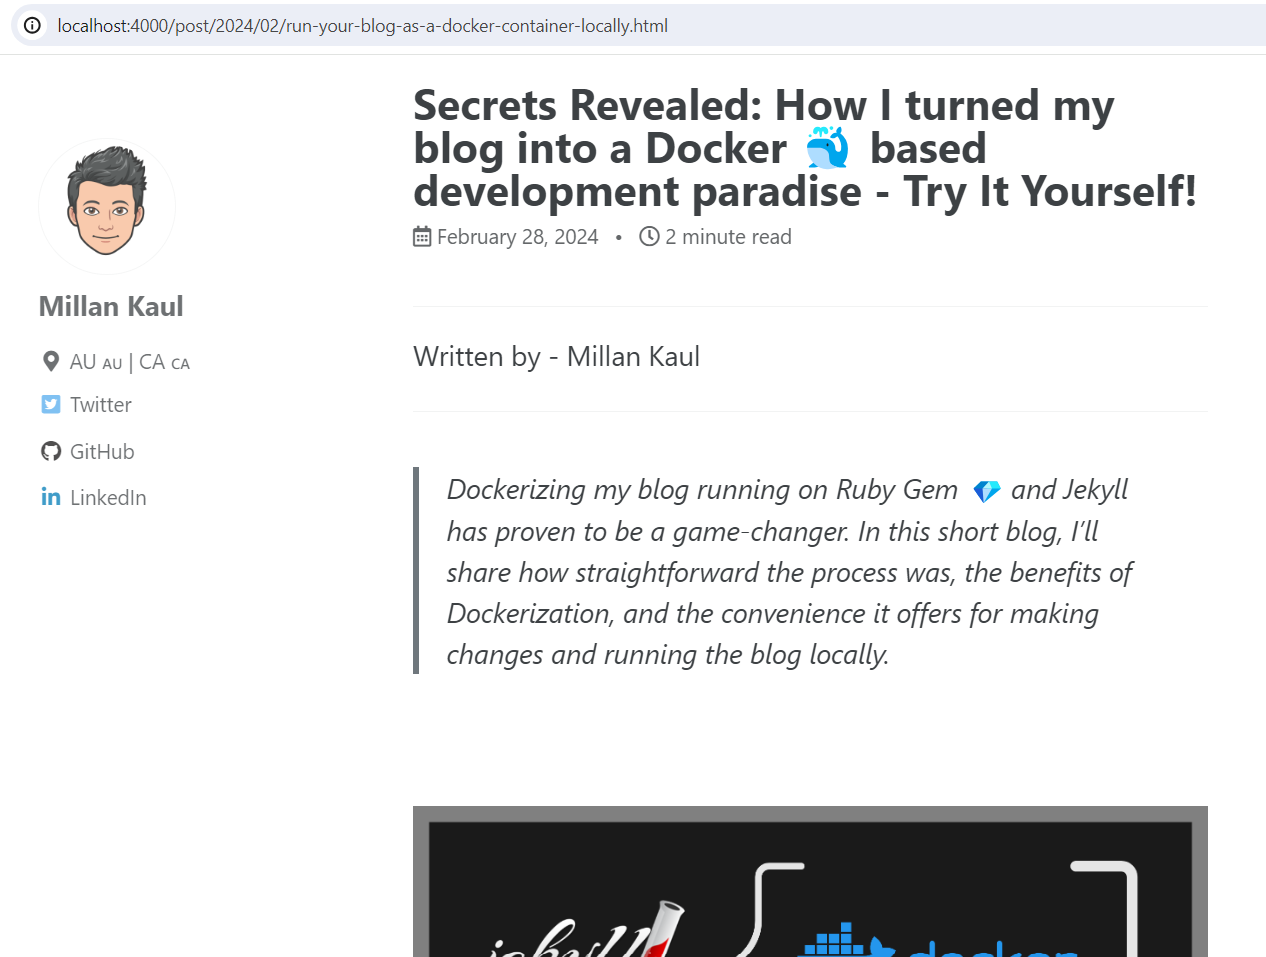 localhost:4000/post/2024/02/run-your-blog-as-a-docker-container-locally.html
Secrets Revealed: How I turned my
blog into a Docker 🐳 based
development paradise - Try It Yourself!
February 28, 2024 • 2 minute read
Millan Kaul
AU ᴀᴜ | CA ᴄᴀ
Twitter
GitHub
LinkedIn
Written by - Millan Kaul
Dockerizing my blog running on Ruby Gem 💎 and Jekyll
has proven to be a game-changer. In this short blog, I’ll
share how straightforward the process was, the benefits of
Dockerization, and the convenience it offers for making
changes and running the blog locally.
jekyll
docker